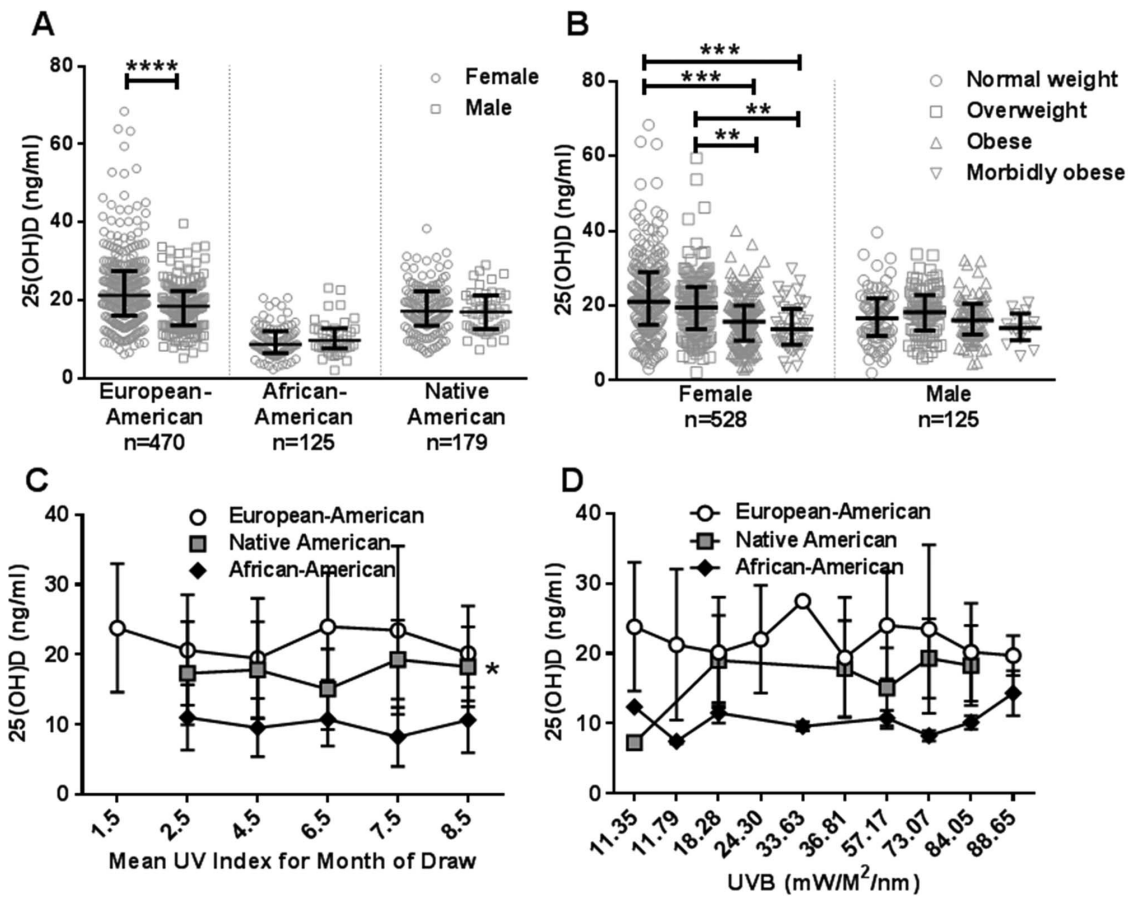 A
25(OH)D (ng/ml)
80
60
40
20
0
****
Female
Male
European-
American
n=470
African-
American
n=125
Native
American
n=179
B
25(OH)D (ng/ml)
80
60
40
20
0
***
***
**
**
Normal weight
Overweight
Obese
Morbidly obese
Female
n=528
Male
n=125
C
25(OH)D (ng/ml)
40
30
20
10
0
European-American
Native American
African-American
*
1.5
2.5
4.5
6.5
7.5
8.5
Mean UV Index for Month of Draw
D
25(OH)D (ng/ml)
40
30
20
10
0
European-American
Native American
African-American
11.35
11.79
18.28
24.30
33.63
36.81
57.17
73.07
84.05
88.65
UVB (mW/M²/nm)